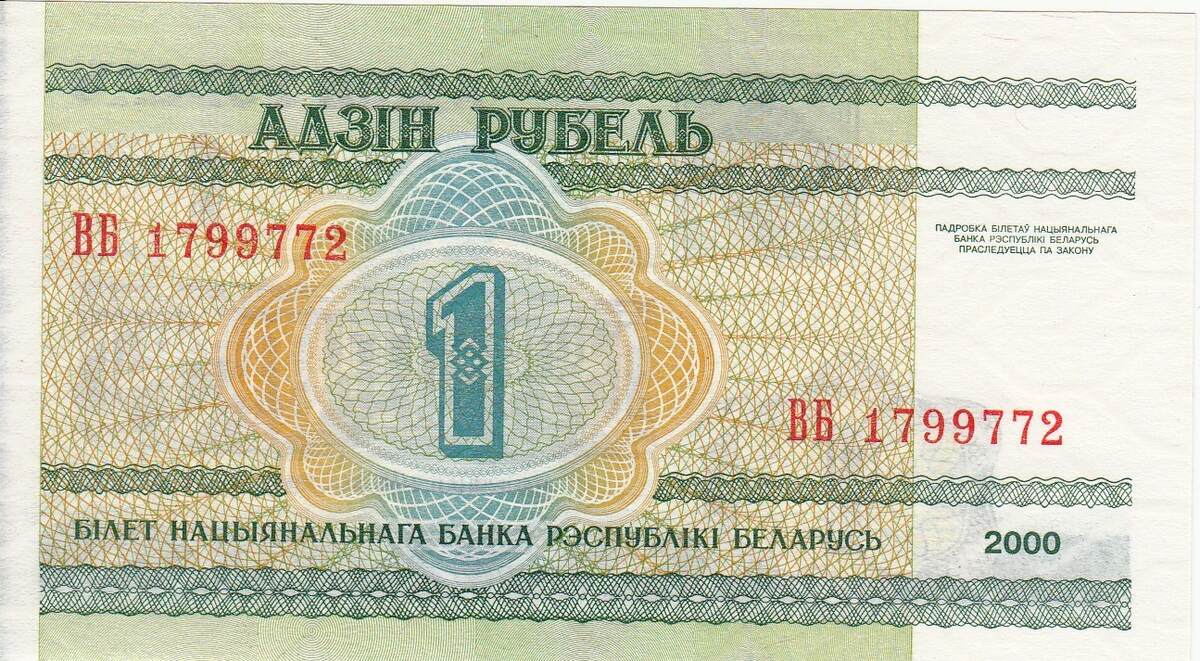 АДЗІН РУБЕЛЬ
ВБ 1799772
ПАДРОБКА БІЛЕТАЎ НАЦЫЯНАЛЬНАГА
БАНКА РЭСПУБЛІКІ БЕЛАРУСЬ
ПРАСЛЕДУЕЦЦА ПА ЗАКОНУ
1
ВБ 1799772
БІЛЕТ НАЦЫЯНАЛЬНАГА БАНКА РЭСПУБЛІКІ БЕЛАРУСЬ 2000